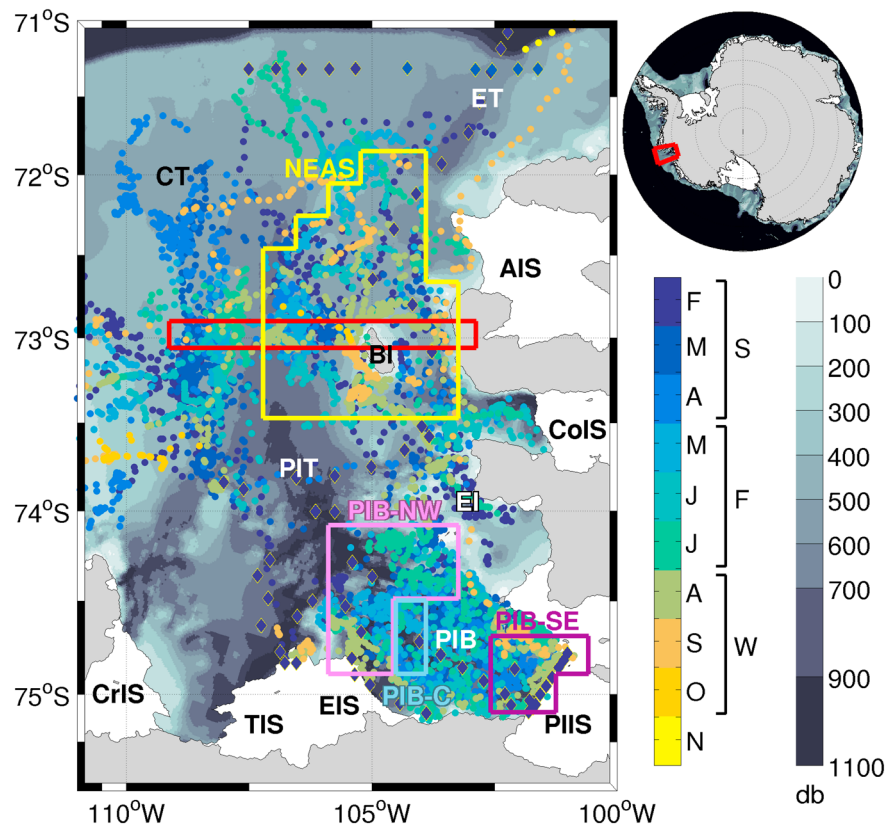 71°S
72°S
73°S
74°S
75°S
110°W
105°W
100°W
ET
NEAS
CT
AIS
BI
CoIS
PIT
EI
PIB-NW
PIB-SE
PIB
PIB-C
CrIS
TIS
EIS
PIIS
F
M
A
S
M
J
J
F
A
S
O
W
N
0
100
200
300
400
500
600
700
900
1100
db